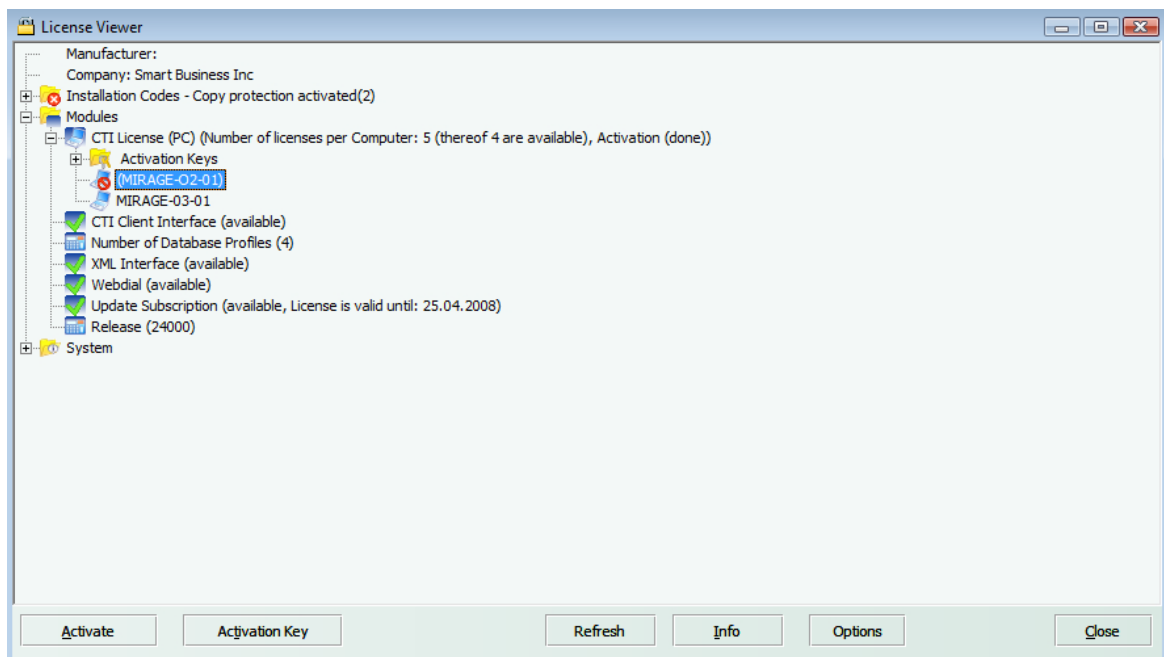 License Viewer
Manufacturer:
Company: Smart Business Inc
Installation Codes - Copy protection activated(2)
Modules
CTI License (PC) (Number of licenses per Computer: 5 (thereof 4 are available), Activation (done))
Activation Keys
(MIRAGE-O2-01)
MIRAGE-03-01
CTI Client Interface (available)
Number of Database Profiles (4)
XML Interface (available)
Webdial (available)
Update Subscription (available, License is valid until: 25.04.2008)
Release (24000)
System
Activate Activation Key Refresh Info Options Close